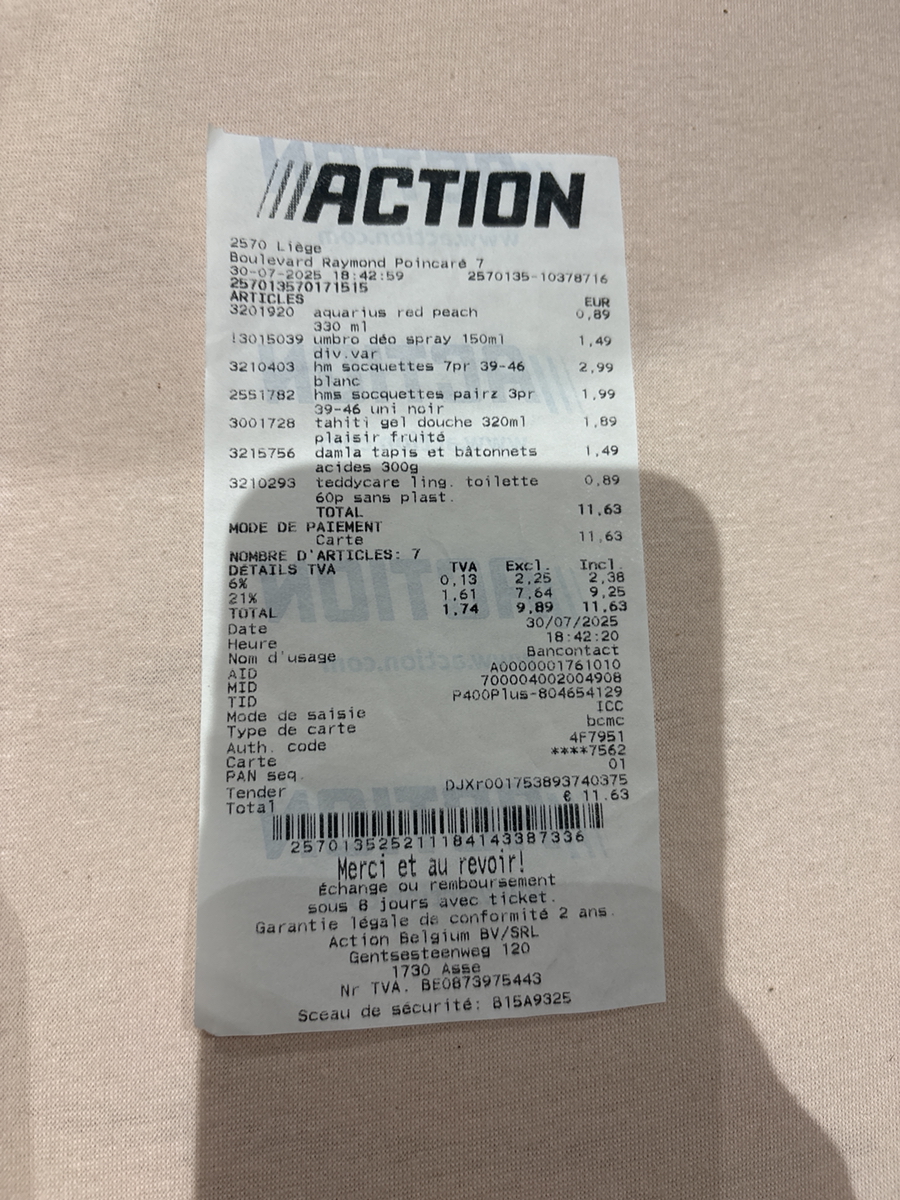 ACTION
2570 Liège
Boulevard Raymond Poincaré 7
30-07-2025 18:42:59 2570135-10378716
257013570171515
ARTICLES EUR
3201920 aquarius red peach 0,89
330 ml
!3015039 umbro déo spray 150ml 1,49
div.var
3210403 hm socquettes 7pr 39-46 2,99
blanc
2551782 hms socquettes pairz 3pr 1,99
39-46 uni noir
3001728 tahiti gel douche 320ml 1,89
plaisir fruité
3215756 damla tapis et bâtonnets 1,49
acides 300g
3210293 teddycare ling. toilette 0,89
60p sans plast.
TOTAL 11,63
MODE DE PAIEMENT
Carte 11,63
NOMBRE D'ARTICLES: 7
DÉTAILS TVA TVA Excl. Incl.
6% 0,13 2,25 2,38
21% 1,61 7,64 9,25
TOTAL 1,74 9,89 11,63
Date 30/07/2025
Heure 18:42:20
Nom d'usage Bancontact
AID A0000001761010
MID 700004002004908
TID P400Plus-804654129
Mode de saisie ICC
Type de carte bcmc
Auth. code 4F7951
Carte ****7562
PAN seq. 01
Tender DJXr001753893740375
Total € 11.63
257013525211184143387336
Merci et au revoir!
Échange ou remboursement
sous 8 jours avec ticket.
Garantie légale de conformité 2 ans.
Action Belgium BV/SRL
Gentsesteenweg 120
1730 Asse
Nr TVA. BE0873975443
Sceau de sécurité: B15A9325